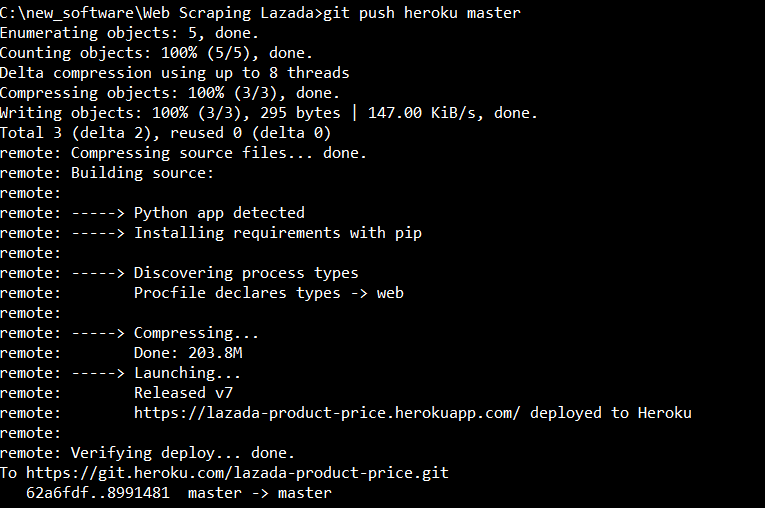 C:\new_software\Web Scraping Lazada>git push heroku master
Enumerating objects: 5, done.
Counting objects: 100% (5/5), done.
Delta compression using up to 8 threads
Compressing objects: 100% (3/3), done.
Writing objects: 100% (3/3), 295 bytes | 147.00 KiB/s, done.
Total 3 (delta 2), reused 0 (delta 0)
remote: Compressing source files... done.
remote: Building source:
remote:
remote: -----> Python app detected
remote: -----> Installing requirements with pip
remote:
remote: -----> Discovering process types
remote:        Procfile declares types -> web
remote:
remote: -----> Compressing...
remote:        Done: 203.8M
remote: -----> Launching...
remote:        Released v7
remote:        https://lazada-product-price.herokuapp.com/ deployed to Heroku
remote:
remote: Verifying deploy... done.
To https://git.heroku.com/lazada-product-price.git
   62a6fdf..8991481  master -> master